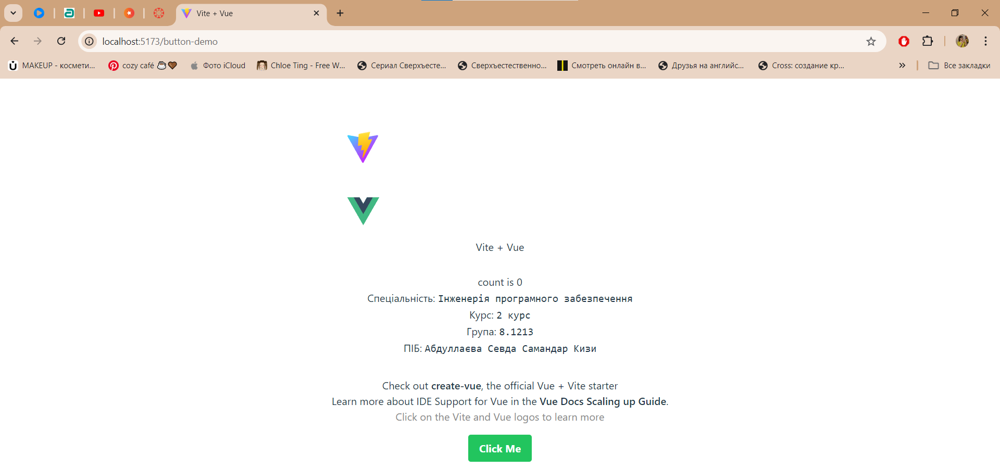 Vite + Vue
localhost:5173/button-demo
MAKEUP - космети...
cozy café
Фото iCloud
Chloe Ting - Free W...
Сериал Сверхъесте...
Сверхъестественно...
Смотреть онлайн в...
Друзья на английс...
Cross: создание кр...
Все закладки
Vite + Vue
count is 0
Спеціальність: Інженерія програмного забезпечення
Курс: 2 курс
Група: 8.1213
ПІБ: Абдуллаєва Севда Самандар Кизи
Check out create-vue, the official Vue + Vite starter
Learn more about IDE Support for Vue in the Vue Docs Scaling up Guide.
Click on the Vite and Vue logos to learn more
Click Me